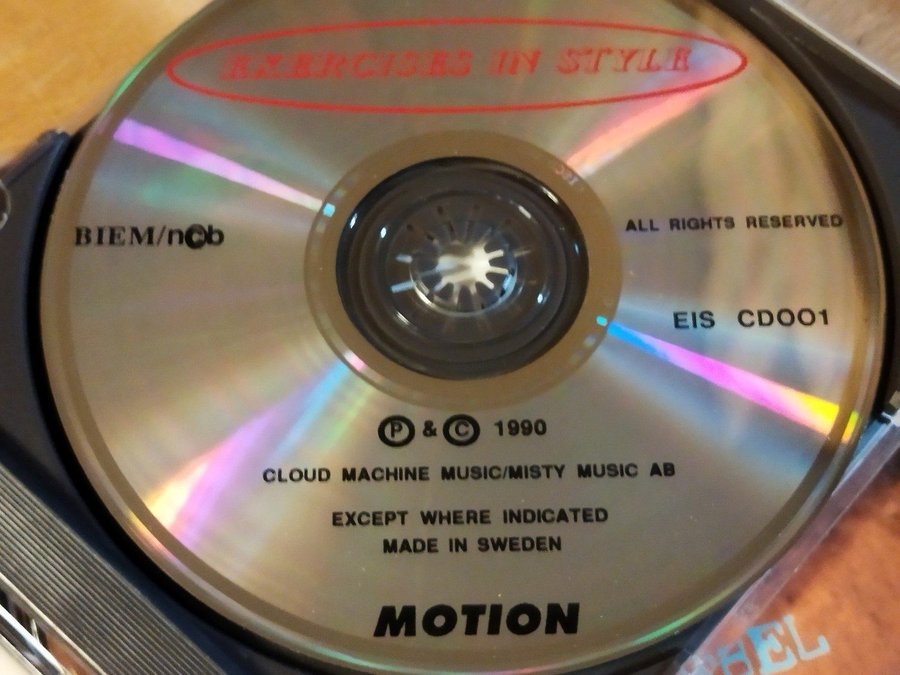 EXERCISES IN STYLE
BIEM/ncb
ALL RIGHTS RESERVED
EIS CD001
Ⓟ & © 1990
CLOUD MACHINE MUSIC/MISTY MUSIC AB
EXCEPT WHERE INDICATED
MADE IN SWEDEN
MOTION